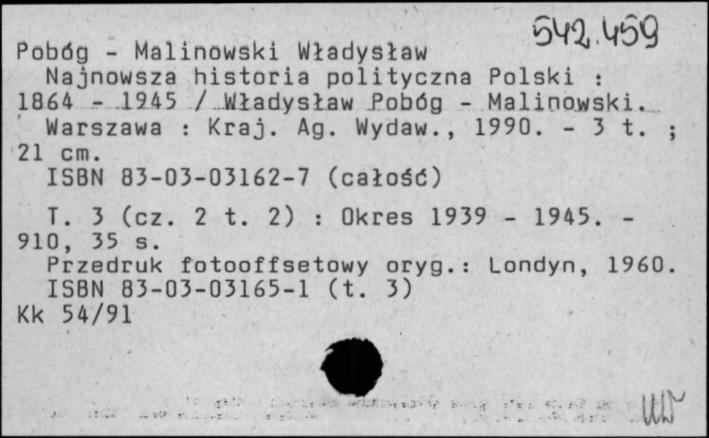 542.459
Pobóg - Malinowski Władysław
Najnowsza historia polityczna Polski :
1864 - 1945 / Władysław Pobóg - Malinowski.
Warszawa : Kraj. Ag. Wydaw., 1990. - 3 t. ;
21 cm.
ISBN 83-03-03162-7 (całość)
T. 3 (cz. 2 t. 2) : Okres 1939 - 1945. -
910, 35 s.
Przedruk fotooffsetowy oryg.: Londyn, 1960.
ISBN 83-03-03165-1 (t. 3)
Kk 54/91